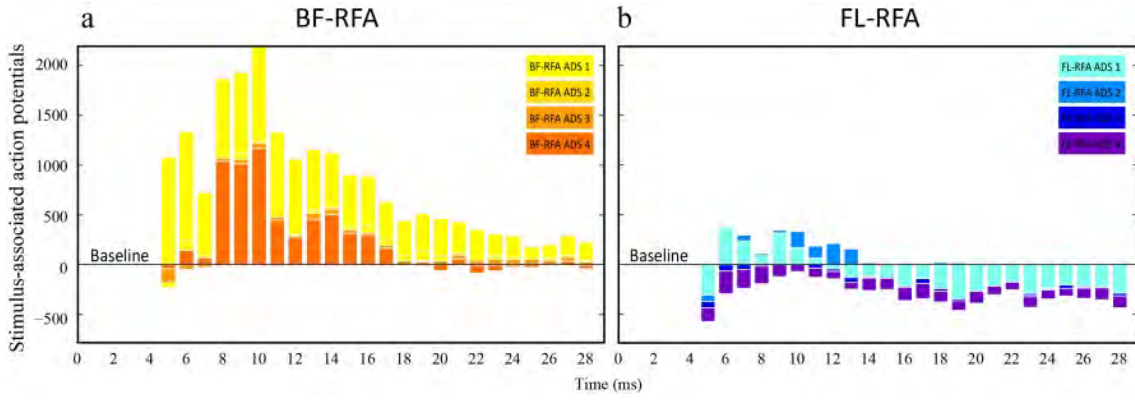 a
BF-RFA
b
FL-RFA
Stiimulus-associated action potentials
2000
1500
1000
500
0
−500
Baseline
BF-RFA ADS 1
BF-RFA ADS 2
BF-RFA ADS 3
BF-RFA ADS 4
0 2 4 6 8 10 12 14 16 18 20 22 24 26 28
Baseline
FL-RFA ADS 1
FL-RFA ADS 2
0 2 4 6 8 10 12 14 16 18 20 22 24 26 28
Time (ms)